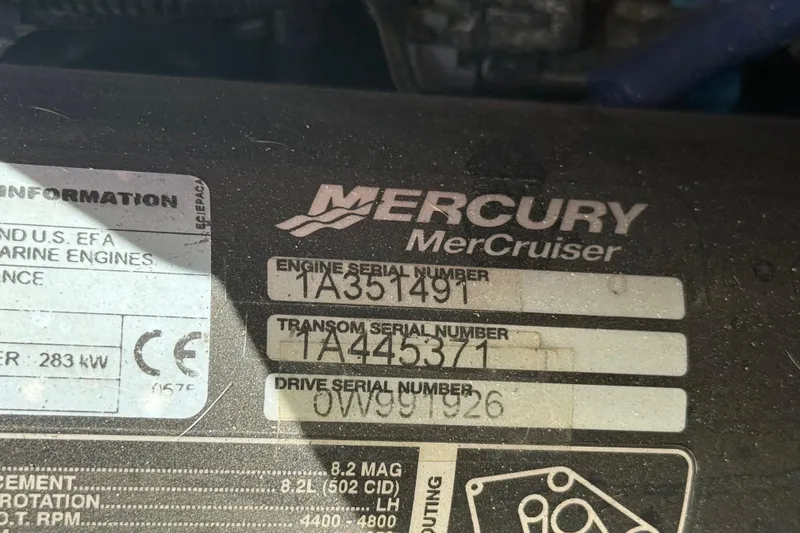 INFORMATION
ND U.S. EPA
ARINE ENGINES
NCE
ER 283 kW
CE
0575
ECIEPACA
MERCURY
MerCruiser
ENGINE SERIAL NUMBER
1A351491
TRANSOM SERIAL NUMBER
1A445371
DRIVE SERIAL NUMBER
0W991926
8.2 MAG
CEMENT 8.2L (502 CID)
ROTATION LH
O.T. RPM 4400 - 4800
OUTING